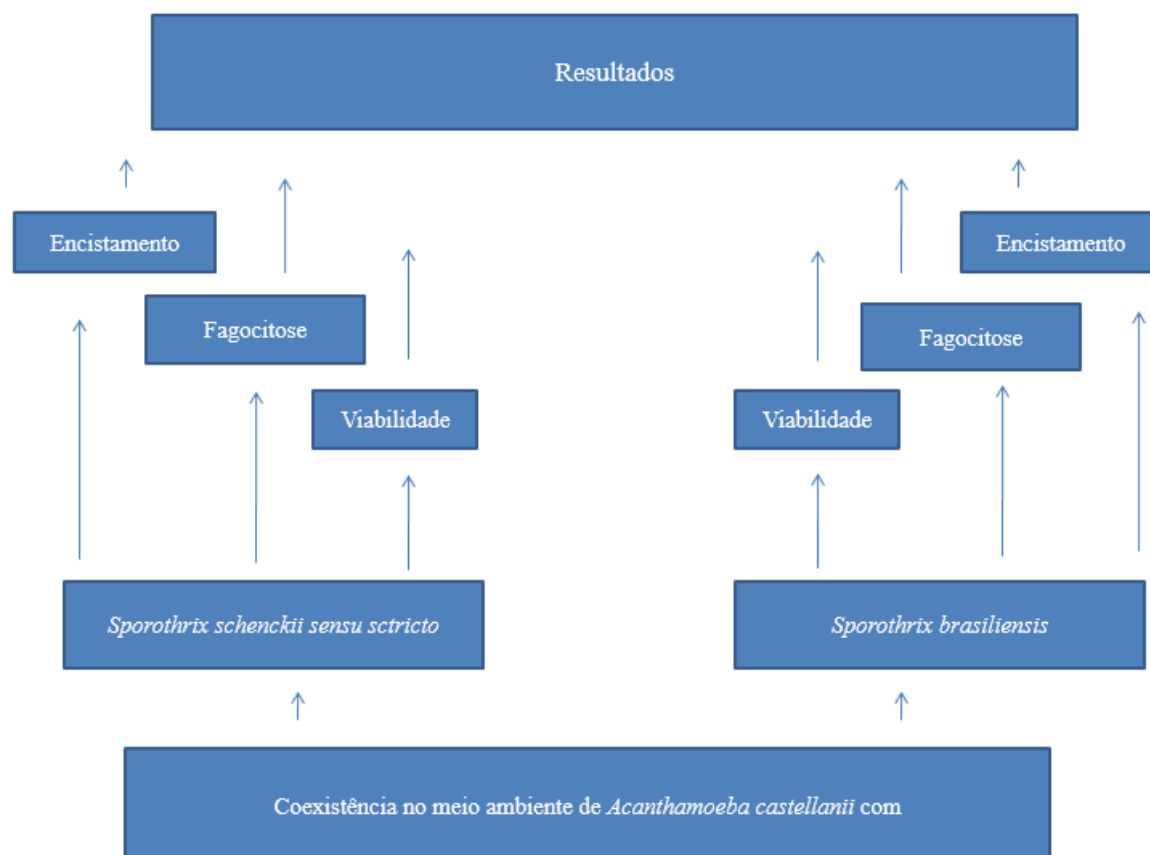 Resultados
Encistamento
Encistamento
Fagocitose
Fagocitose
Viabilidade
Viabilidade
Sporothrix schenckii sensu sctricto
Sporothrix brasiliensis
Coexistência no meio ambiente de Acanthamoeba castellanii com